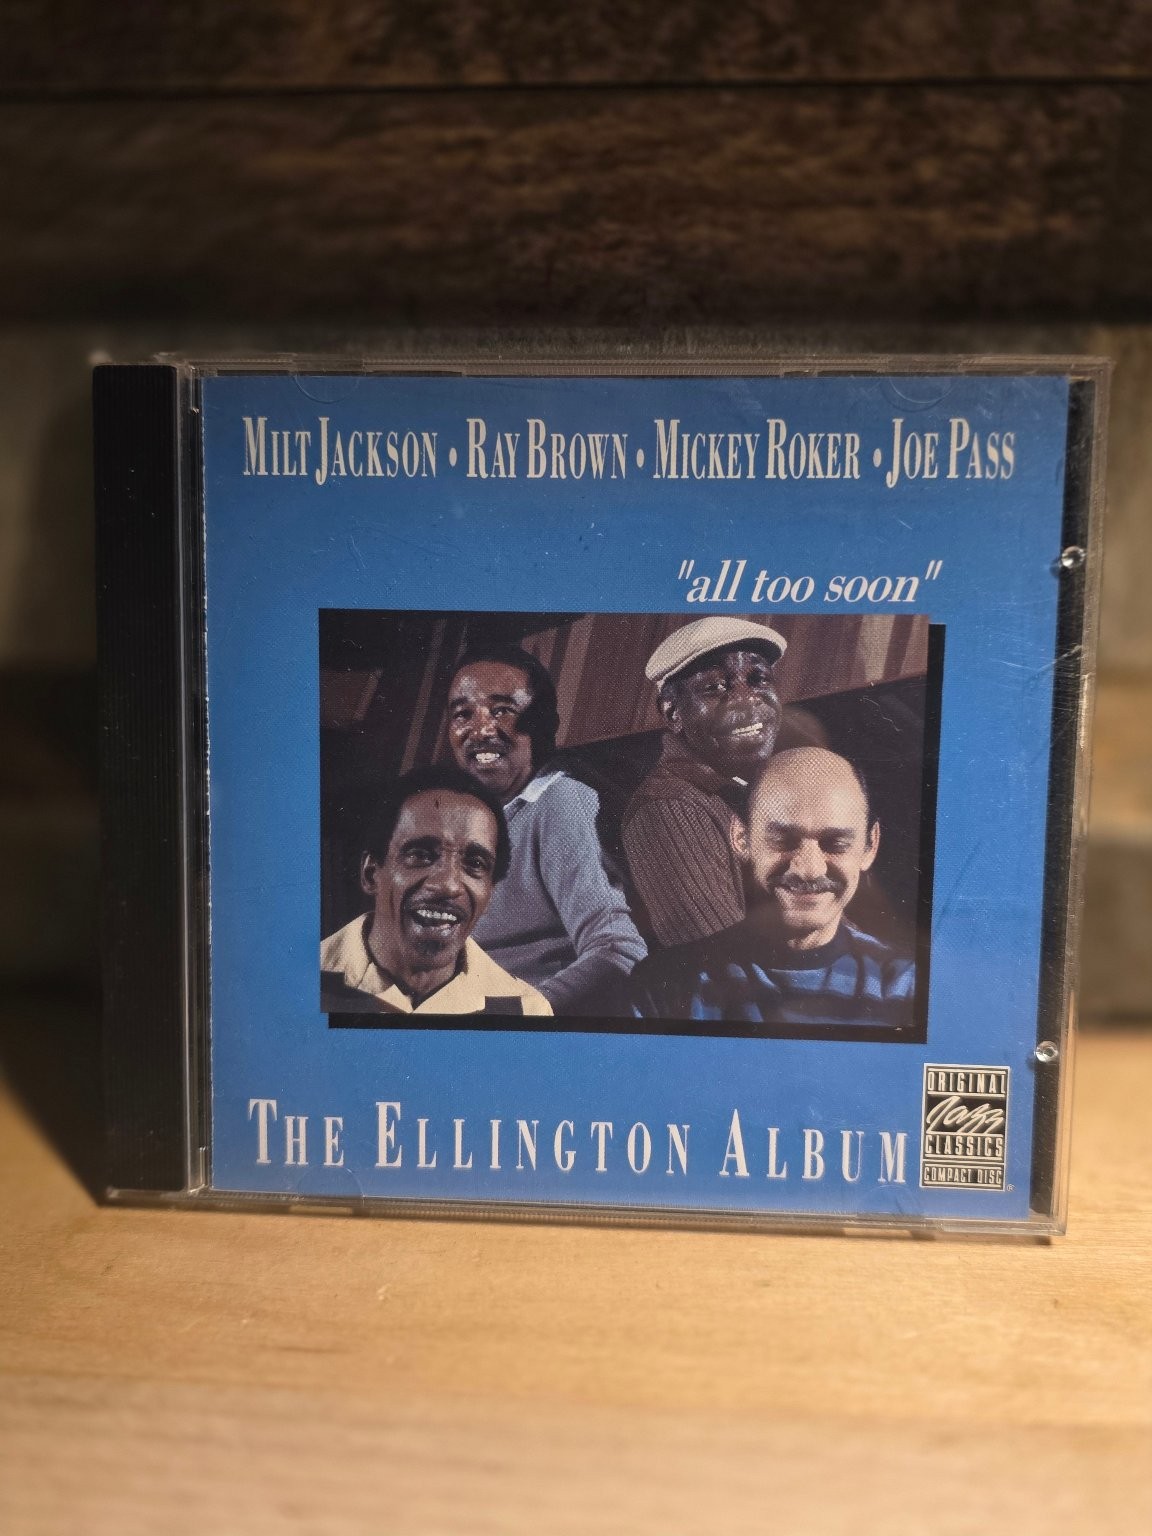 MILT JACKSON • RAY BROWN • MICKEY ROKER • JOE PASS
"all too soon"
THE ELLINGTON ALBUM
ORIGINAL
Jazz
CLASSICS
COMPACT DISC
®